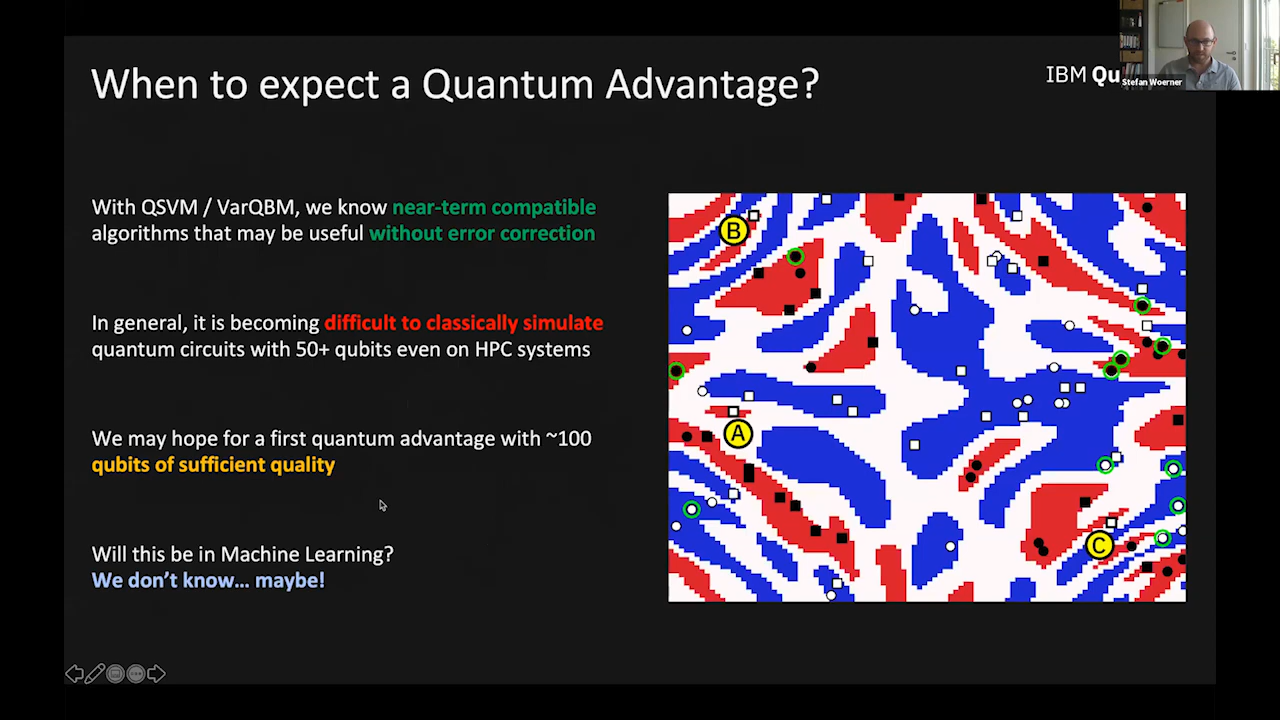 When to expect a Quantum Advantage?
IBM Qu
Stefan Woerner
With QSVM / VarQBM, we know near-term compatible
algorithms that may be useful without error correction
In general, it is becoming difficult to classically simulate
quantum circuits with 50+ qubits even on HPC systems
We may hope for a first quantum advantage with ~100
qubits of sufficient quality
Will this be in Machine Learning?
We don't know... maybe!
B
A
C